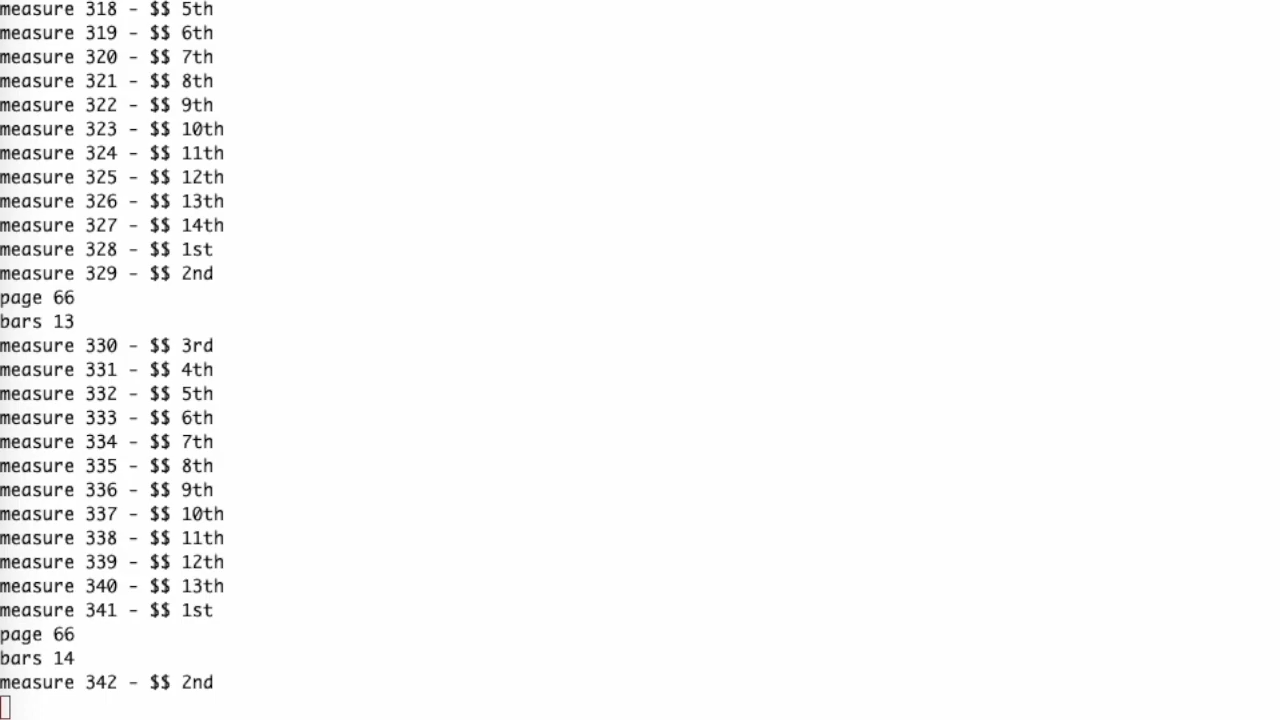 measure 318 - $$ 5th
measure 319 - $$ 6th
measure 320 - $$ 7th
measure 321 - $$ 8th
measure 322 - $$ 9th
measure 323 - $$ 10th
measure 324 - $$ 11th
measure 325 - $$ 12th
measure 326 - $$ 13th
measure 327 - $$ 14th
measure 328 - $$ 1st
measure 329 - $$ 2nd
page 66
bars 13
measure 330 - $$ 3rd
measure 331 - $$ 4th
measure 332 - $$ 5th
measure 333 - $$ 6th
measure 334 - $$ 7th
measure 335 - $$ 8th
measure 336 - $$ 9th
measure 337 - $$ 10th
measure 338 - $$ 11th
measure 339 - $$ 12th
measure 340 - $$ 13th
measure 341 - $$ 1st
page 66
bars 14
measure 342 - $$ 2nd